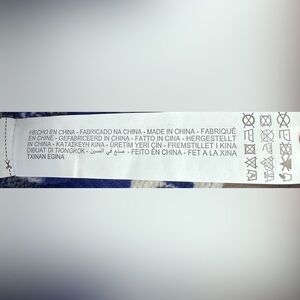 HECHO EN CHINA - FABRICADO NA CHINA - MADE IN CHINA - FABRIQUÉ
EN CHINE - GEFABRICEERD IN CHINA - FATTO IN CINA - HERGESTELLT
IN CHINA - ΚΑΤΑΣΚΕΥΗ ΚΙΝΑ - ÜRETİM YERİ ÇİN - FREMSTILLET I KINA
DIBUAT DI TIONGKOK - صنع في الصين - FEITO EN CHINA - FET A LA XINA
TXINAN EGINA